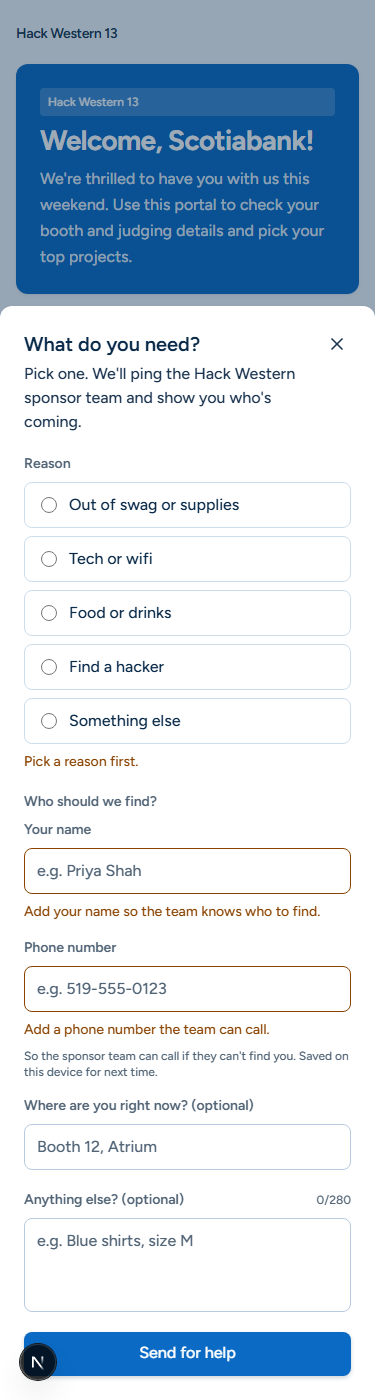 Hack Western 13
Hack Western 13
Welcome, Scotiabank!
We're thrilled to have you with us this
weekend. Use this portal to check your
booth and judging details and pick your
top projects.
What do you need?
Pick one. We'll ping the Hack Western
sponsor team and show you who's
coming.
Reason
Out of swag or supplies
Tech or wifi
Food or drinks
Find a hacker
Something else
Pick a reason first.
Who should we find?
Your name
e.g. Priya Shah
Add your name so the team knows who to find.
Phone number
e.g. 519-555-0123
Add a phone number the team can call.
So the sponsor team can call if they can't find you. Saved on
this device for next time.
Where are you right now? (optional)
Booth 12, Atrium
Anything else? (optional) 0/280
e.g. Blue shirts, size M
Send for help
N